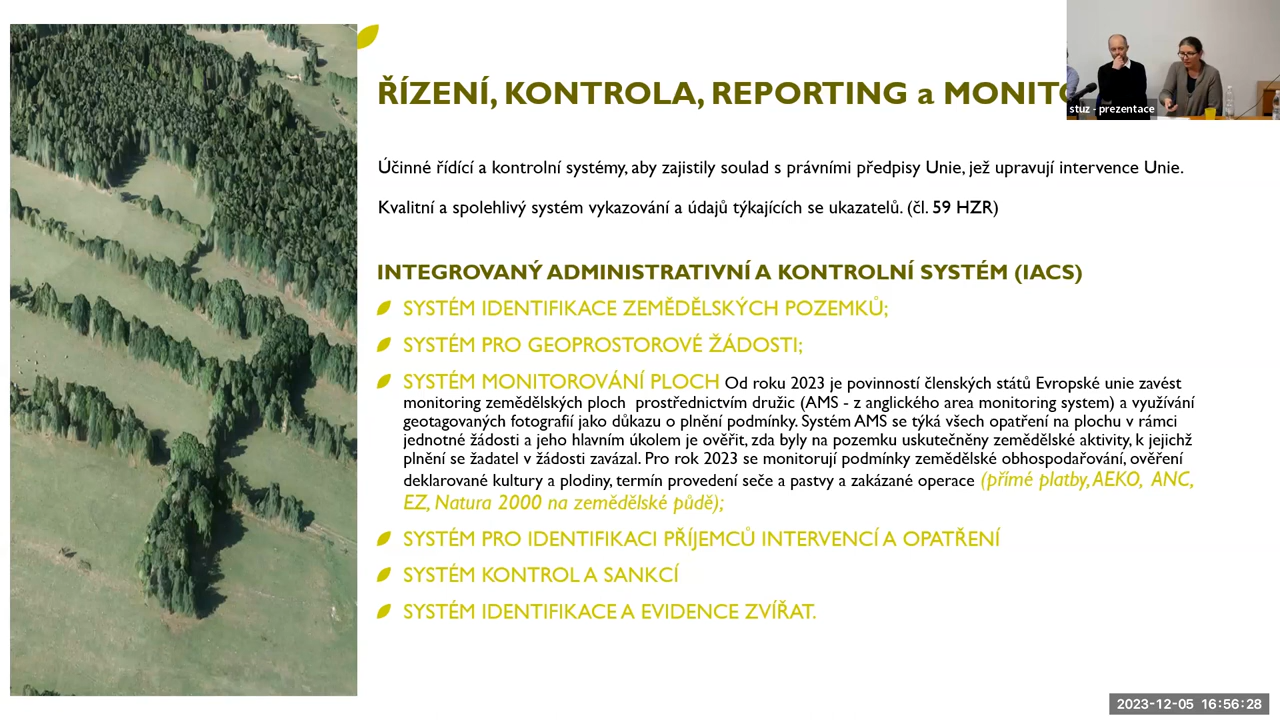 ŘÍZENÍ, KONTROLA, REPORTING a MONITO
stuz - prezentace
Účinné řídící a kontrolní systémy, aby zajistily soulad s právními předpisy Unie, jež upravují intervence Unie.
Kvalitní a spolehlivý systém vykazování a údajů týkajících se ukazatelů. (čl. 59 HZR)
INTEGROVANÝ ADMINISTRATIVNÍ A KONTROLNÍ SYSTÉM (IACS)
SYSTÉM IDENTIFIKACE ZEMĚDĚLSKÝCH POZEMKŮ;
SYSTÉM PRO GEOPROSTOROVÉ ŽÁDOSTI;
SYSTÉM MONITOROVÁNÍ PLOCH Od roku 2023 je povinností členských států Evropské unie zavést
monitoring zemědělských ploch prostřednictvím družic (AMS - z anglického area monitoring system) a využívání
geotagovaných fotografií jako důkazu o plnění podmínky. Systém AMS se týká všech opatření na plochu v rámci
jednotné žádosti a jeho hlavním úkolem je ověřit, zda byly na pozemku uskutečněny zemědělské aktivity, k jejichž
plnění se žadatel v žádosti zavázal. Pro rok 2023 se monitorují podmínky zemědělské obhospodařování, ověření
deklarované kultury a plodiny, termín provedení seče a pastvy a zakázané operace (přímé platby, AEKO, ANC,
EZ, Natura 2000 na zemědělské půdě);
SYSTÉM PRO IDENTIFIKACI PŘÍJEMCŮ INTERVENCÍ A OPATŘENÍ
SYSTÉM KONTROL A SANKCÍ
SYSTÉM IDENTIFIKACE A EVIDENCE ZVÍŘAT.
2023-12-05 16:56:28